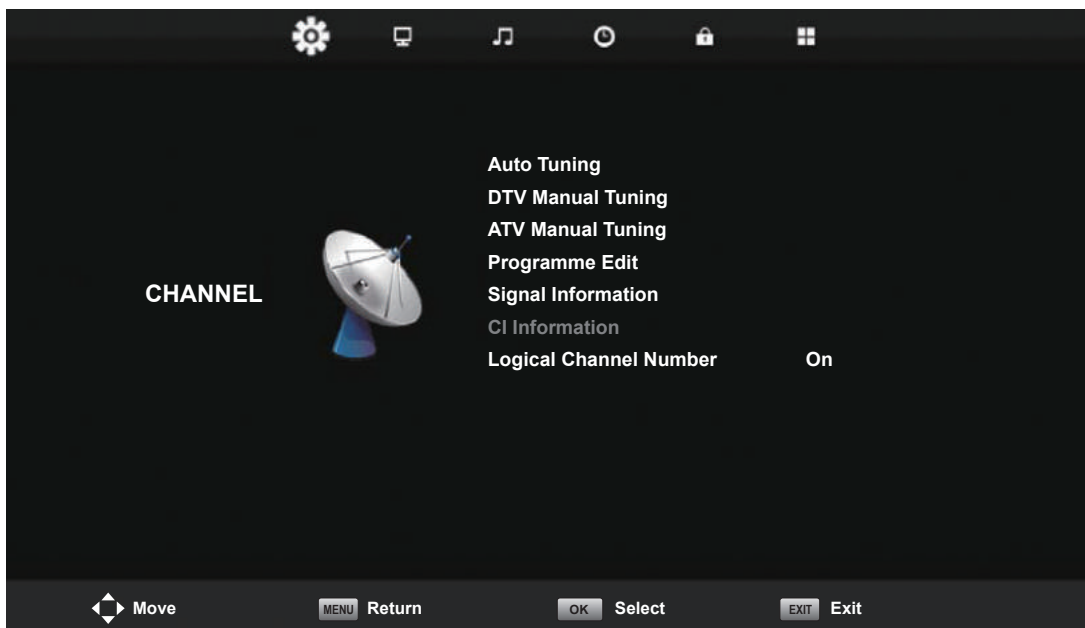 CHANNEL
Auto Tuning
DTV Manual Tuning
ATV Manual Tuning
Programme Edit
Signal Information
CI Information
Logical Channel Number On
Move MENU Return OK Select EXIT Exit